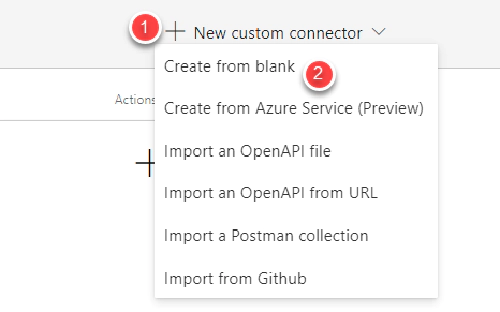 1 + New custom connector
Create from blank 2
Actions
Create from Azure Service (Preview)
Import an OpenAPI file
Import an OpenAPI from URL
Import a Postman collection
Import from Github